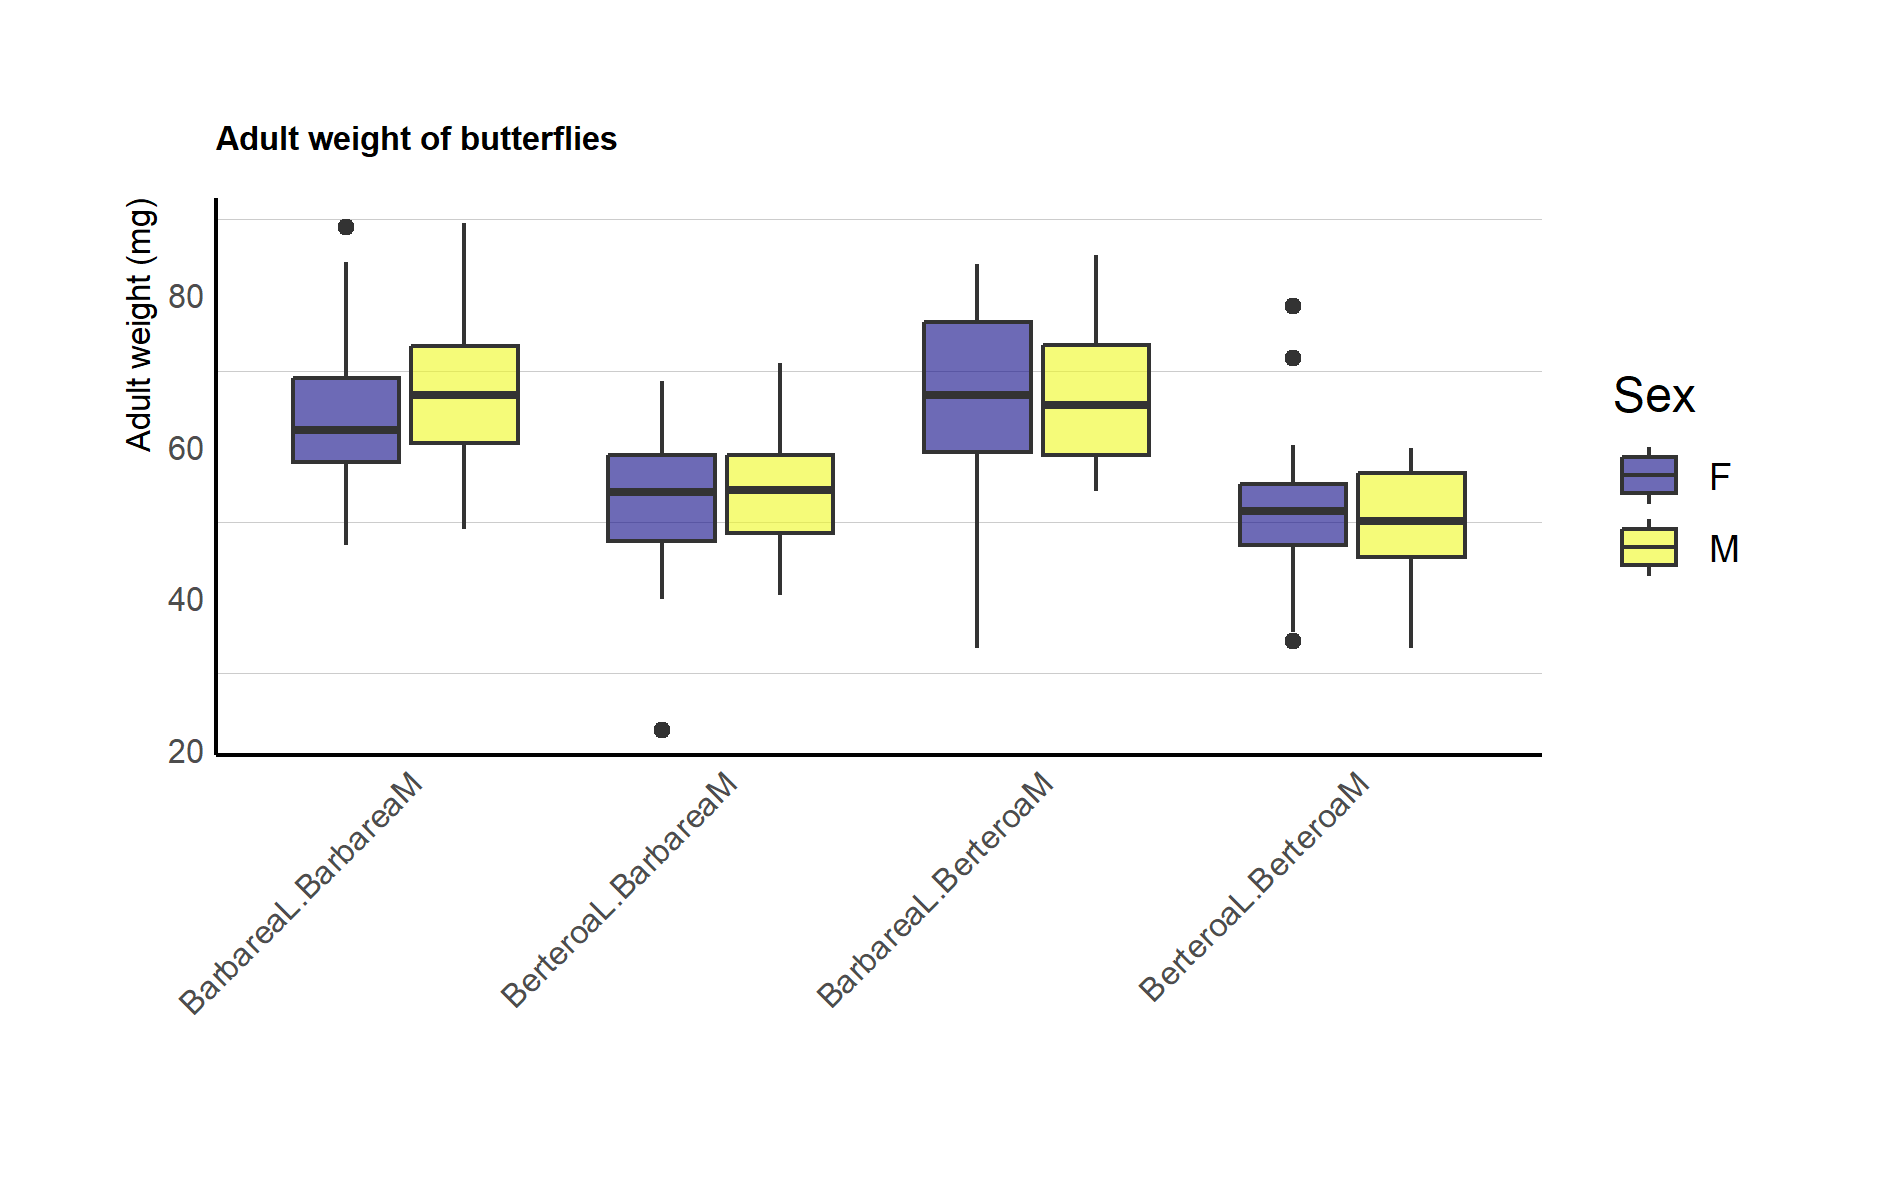 Adult weight of butterflies
Adult weight (mg)
80
60
40
20
BarbareaL.BarbareaM
BerteroaL.BarbareaM
BarbareaL.BerteroaM
BerteroaL.BerteroaM
Sex
F
M